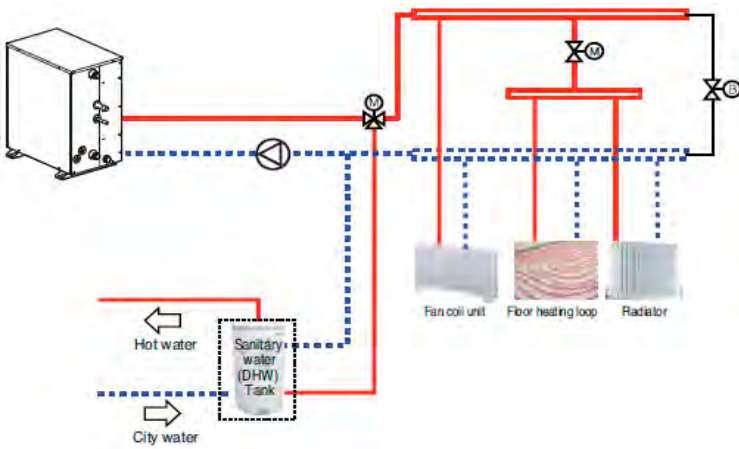 M
M
B
Fan coil unit
Floor heating loop
Radiator
Hot water
Sanitary
water
(DHW)
Tank
City water